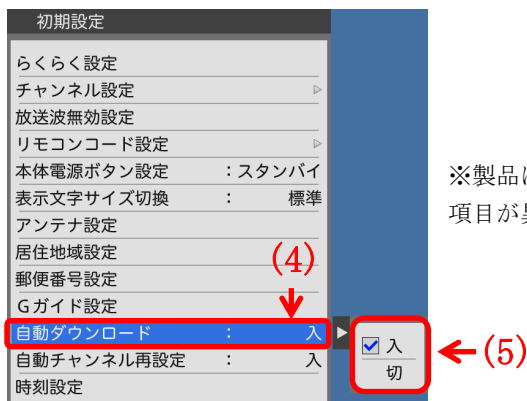 初期設定
らくらく設定
チャンネル設定
放送波無効設定
リモコンコード設定
本体電源ボタン設定 : スタンバイ
表示文字サイズ切換 : 標準
アンテナ設定
居住地域設定
(4)
郵便番号設定
Gガイド設定
自動ダウンロード : 入
自動チャンネル再設定 : 入
時刻設定
入
切
(5)
※製品に
項目が